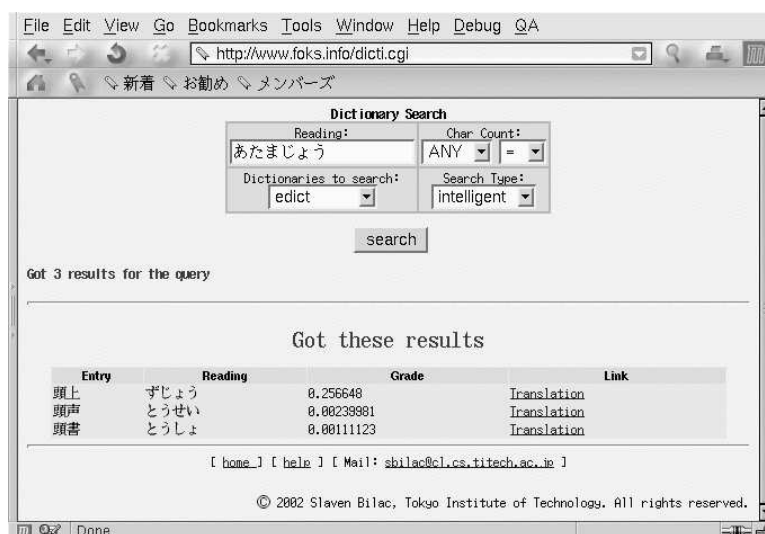 File Edit View Go Bookmarks Tools Window Help Debug QA
http://www.foks.info/dicti.cgi
新着 お勧め メンバーズ
Dictionary Search
Reading: Char Count:
あたまじょう ANY =
Dictionaries to search: Search Type:
edict intelligent
search
Got 3 results for the query
Got these results
Entry Reading Grade Link
頭上 ずじょう 0.256648 Translation
頭声 とうせい 0.00239981 Translation
頭書 とうしょ 0.00111123 Translation
[ home ] [ help ] [ Mail: sbilac@cl.cs.titech.ac.jp ]
© 2002 Slaven Bilac, Tokyo Institute of Technology. All rights reserved.
Done